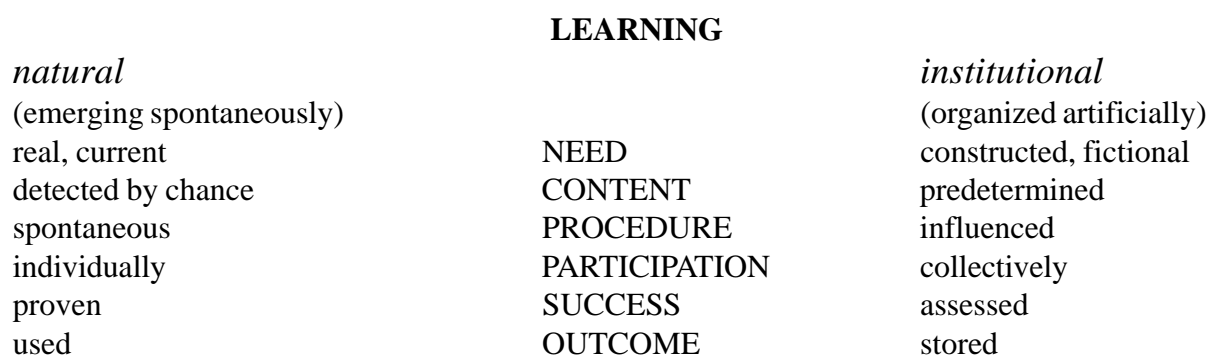 LEARNING
natural institutional
(emerging spontaneously) (organized artificially)
real, current NEED constructed, fictional
detected by chance CONTENT predetermined
spontaneous PROCEDURE influenced
individually PARTICIPATION collectively
proven SUCCESS assessed
used OUTCOME stored